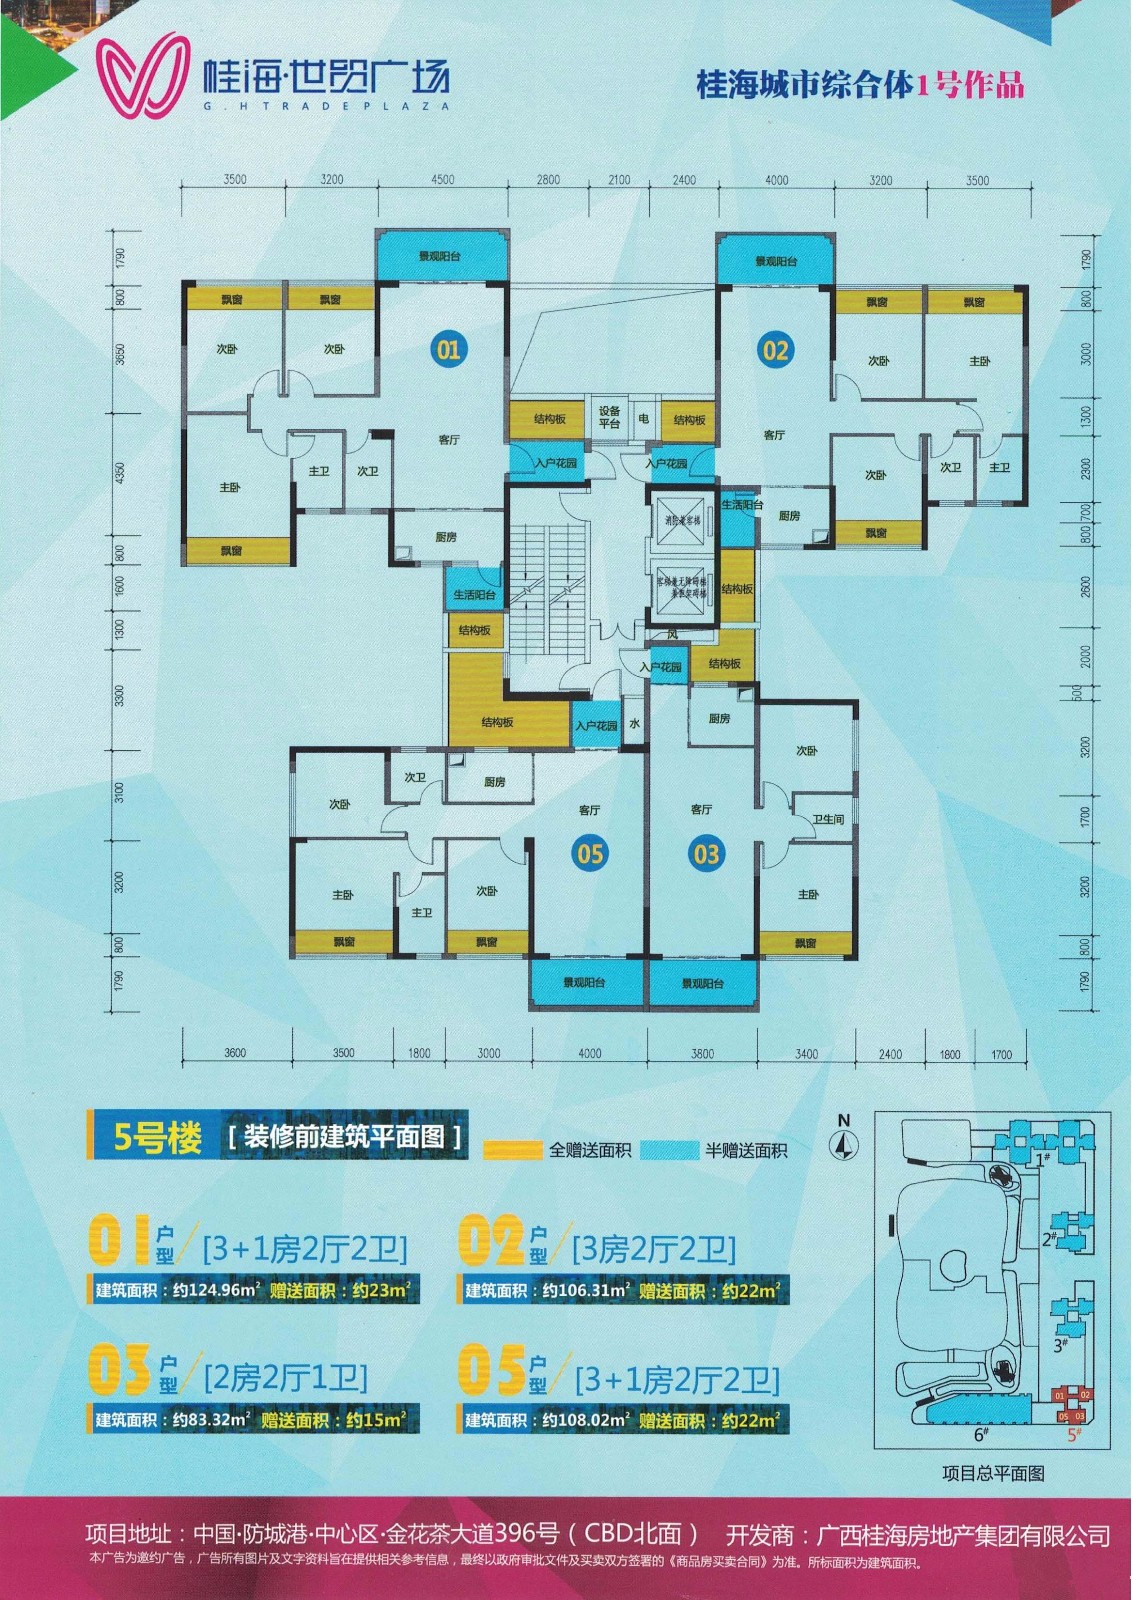 桂海·世贸广场
G.HTRADEPLAZA
桂海城市综合体1号作品
3500 3200 4500 2800 2100 2400 4000 3200 3500
1790 800 3650 4350 800 1600 1300 3300 3100 3200 800 1790
1790 800 3000 1300 2300 700 800 2600 2000 500 3200 1700 3200 800 1790
景观阳台 景观阳台
飘窗 飘窗 飘窗 飘窗
次卧 次卧 01 02 次卧 主卧
结构板 设备平台 电 结构板
客厅 客厅
入户花园 入户花园
主卧 主卧 次卫 次卧 次卫 主卫
生活阳台 厨房
消防兼客梯
飘窗 厨房 飘窗
生活阳台 客梯兼无障碍梯 结构板
结构板 风
入户花园 结构板
结构板 入户花园 水 厨房
次卧 次卫 厨房 次卧
客厅 客厅 卫生间
05 03
主卧 主卫 次卧 主卧
飘窗 飘窗 飘窗
景观阳台 景观阳台
3600 3500 1800 3000 4000 3800 3400 2400 1800 1700
5号楼 [ 装修前建筑平面图 ]
全赠送面积 半赠送面积
N
01户型 [3+1房2厅2卫]
建筑面积：约124.96m² 赠送面积：约23m²
02户型 [3房2厅2卫]
建筑面积：约106.31m² 赠送面积：约22m²
03户型 [2房2厅1卫]
建筑面积：约83.32m² 赠送面积：约15m²
05户型 [3+1房2厅2卫]
建筑面积：约108.02m² 赠送面积：约22m²
1#
2#
3#
01 02
05 03
6# 5#
项目总平面图
项目地址：中国·防城港·中心区·金花茶大道396号（CBD北面） 开发商：广西桂海房地产集团有限公司
本广告为邀约广告，广告所有图片及文字资料旨在提供相关参考信息，最终以政府审批文件及买卖双方签署的《商品房买卖合同》为准。所标面积为建筑面积。